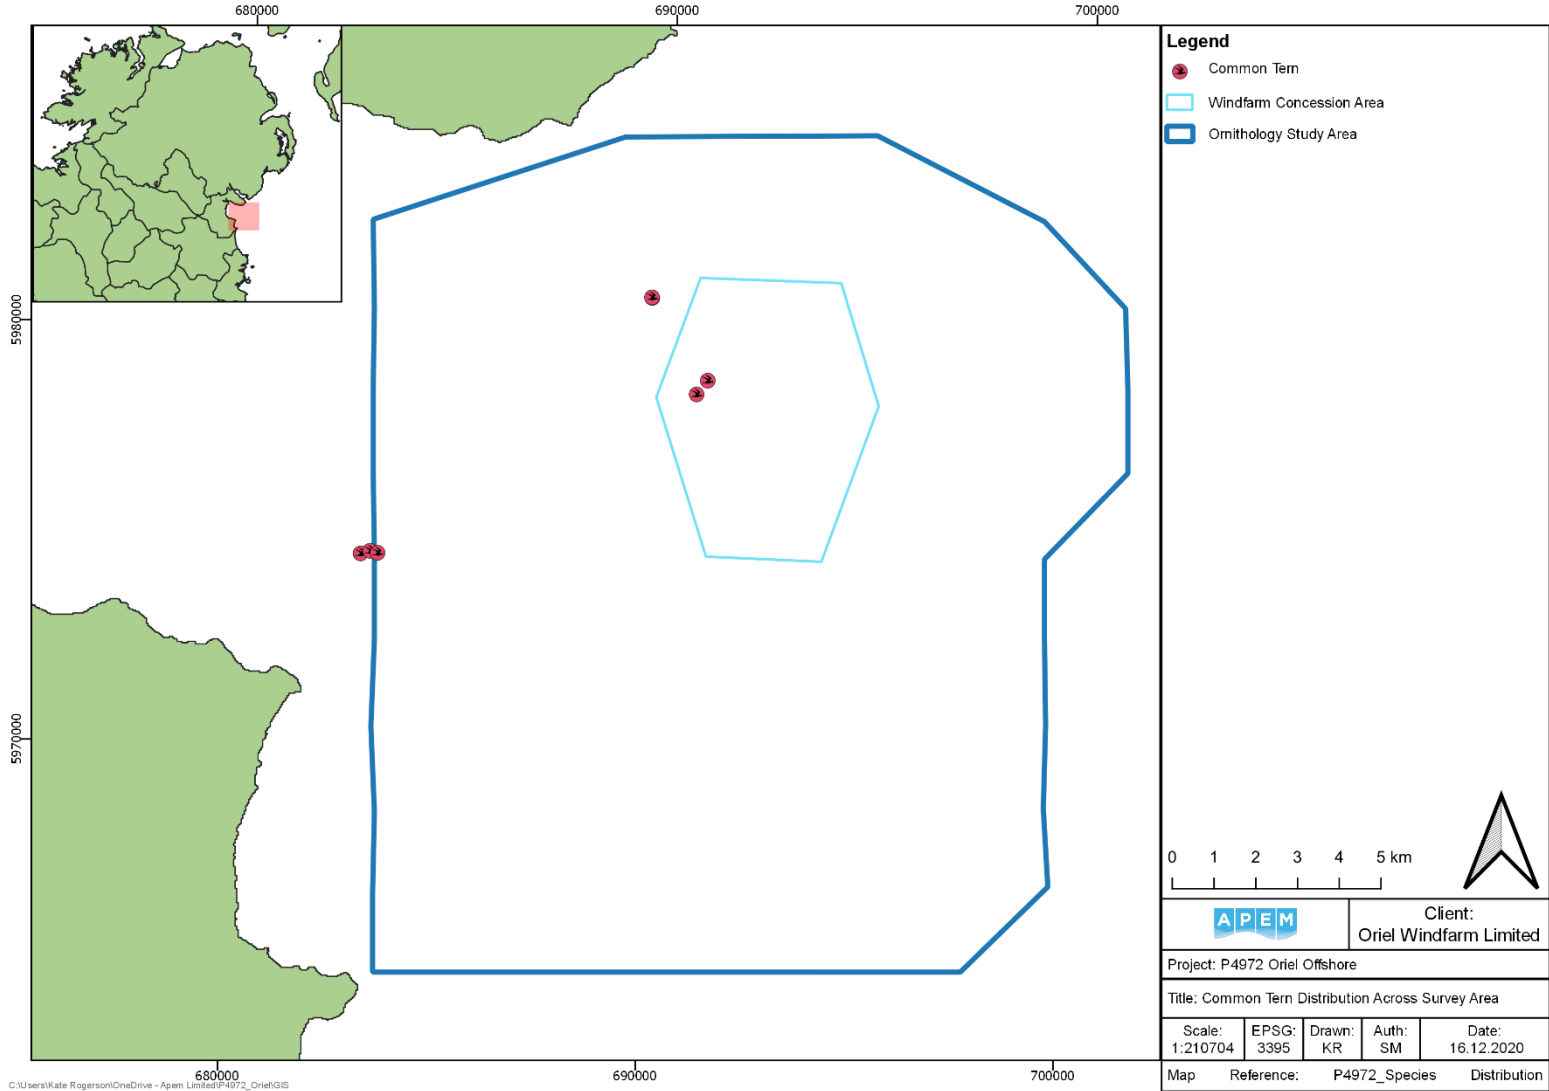 680000
690000
700000
5980000
5970000
680000
690000
700000
Legend
Common Tern
Windfarm Concession Area
Ornithology Study Area
0 1 2 3 4 5 km
APEM
Client:
Oriel Windfarm Limited
Project: P4972 Oriel Offshore
Title: Common Tern Distribution Across Survey Area
Scale:
1:210704
EPSG:
3395
Drawn:
KR
Auth:
SM
Date:
16.12.2020
Map Reference: P4972_Species Distribution
C:\Users\Kate Rogerson\OneDrive - Apem Limited\P4972_Oriel\GIS